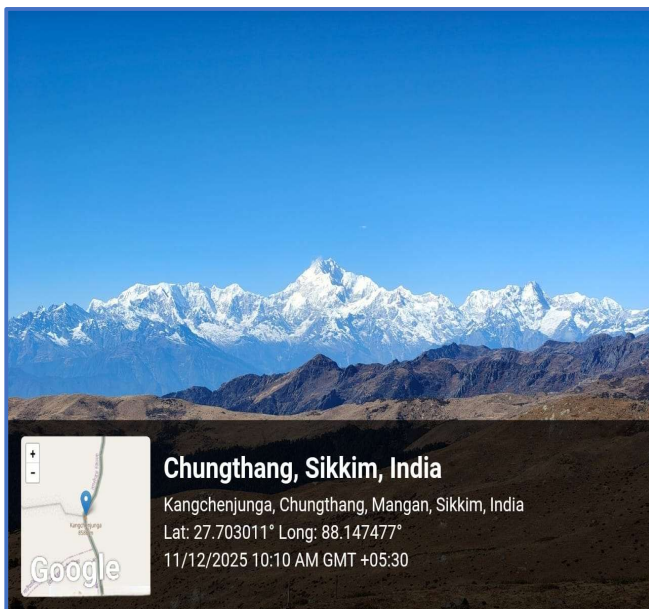 +
-
Kangchenjunga
Google
Chungthang, Sikkim, India
Kangchenjunga, Chungthang, Mangan, Sikkim, India
Lat: 27.703011° Long: 88.147477°
11/12/2025 10:10 AM GMT +05:30